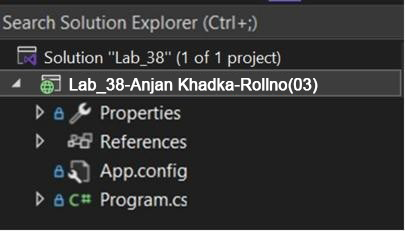 Search Solution Explorer (Ctrl+;)
Solution "Lab_38" (1 of 1 project)
Lab_38-Anjan Khadka-Rollno(03)
Properties
References
App.config
C# Program.cs